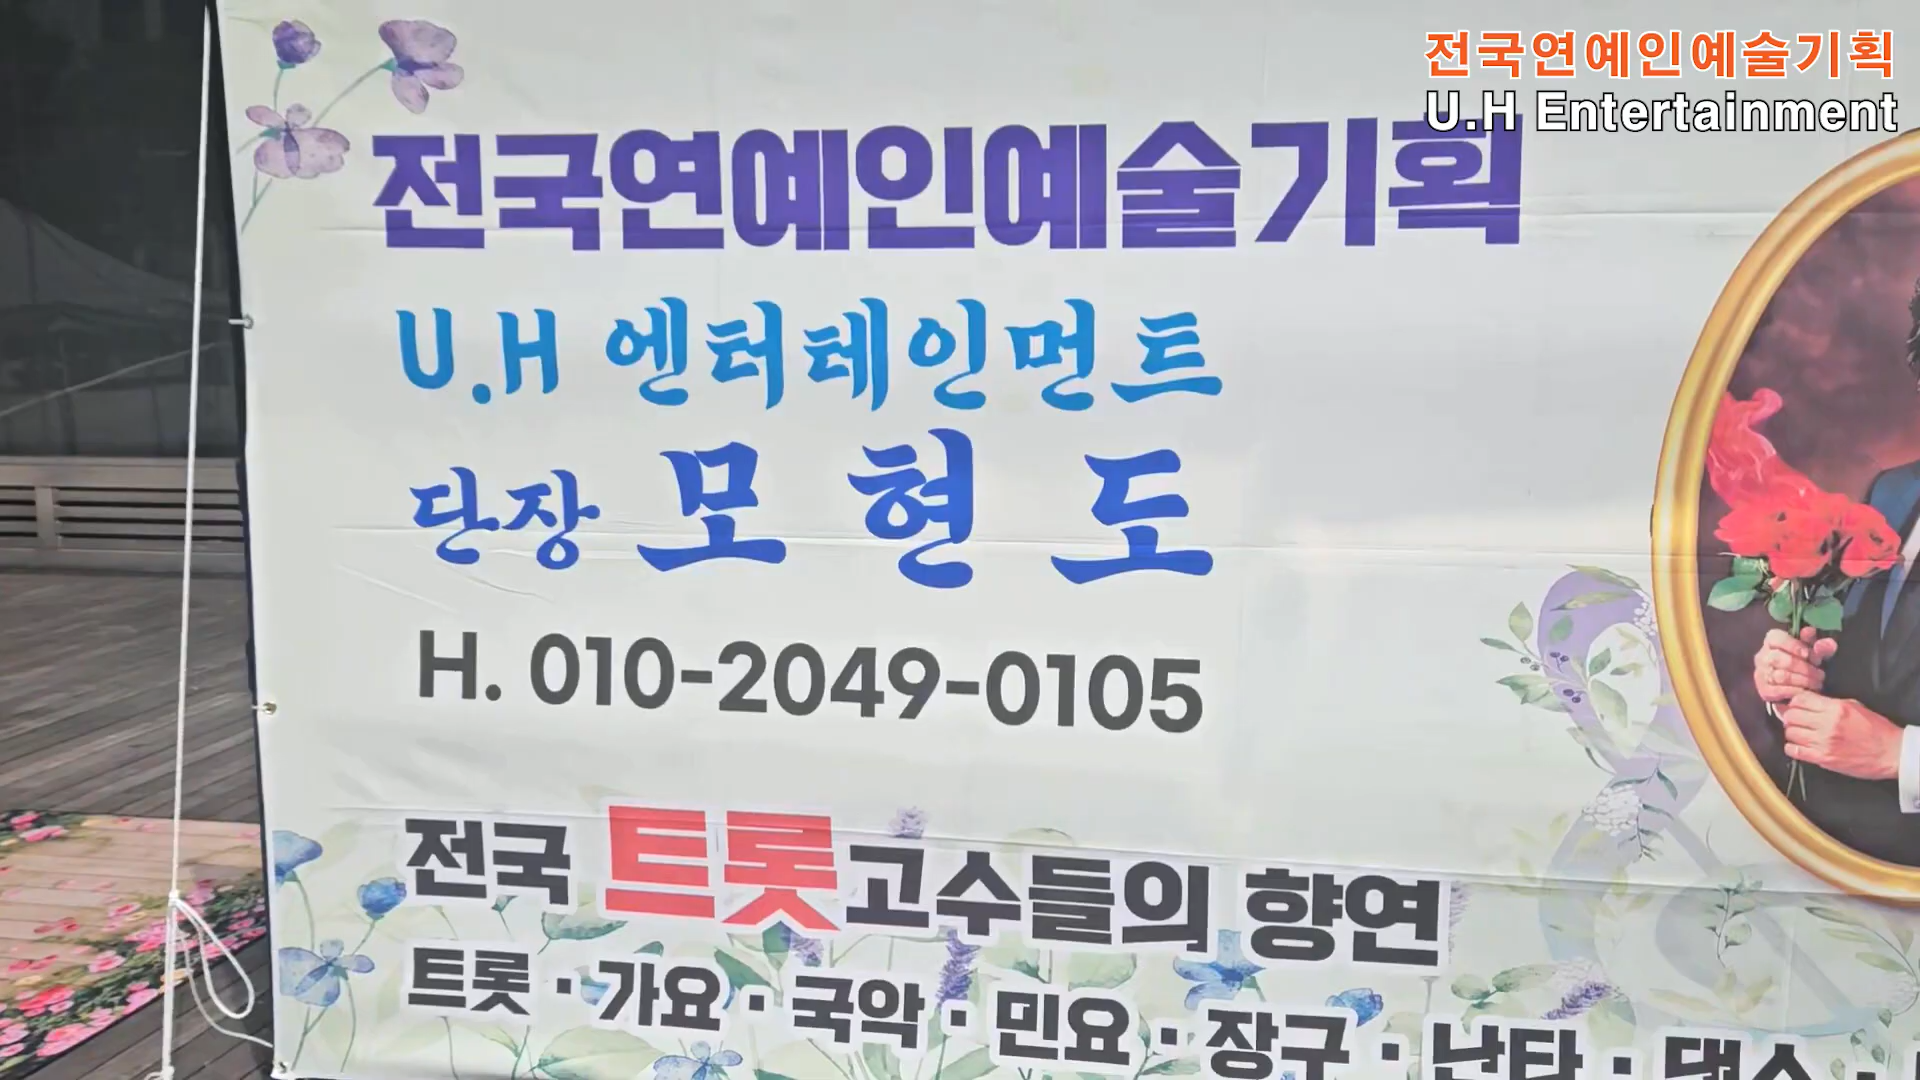 전국연예인예술기획
U.H Entertainment
전국연예인예술기획
U.H 엔터테인먼트
단장 모 현 도
H. 010-2049-0105
전국 트롯고수들의 향연
트롯 · 가요 · 국악 · 민요 · 장구 · 난타 · 댄스 ·